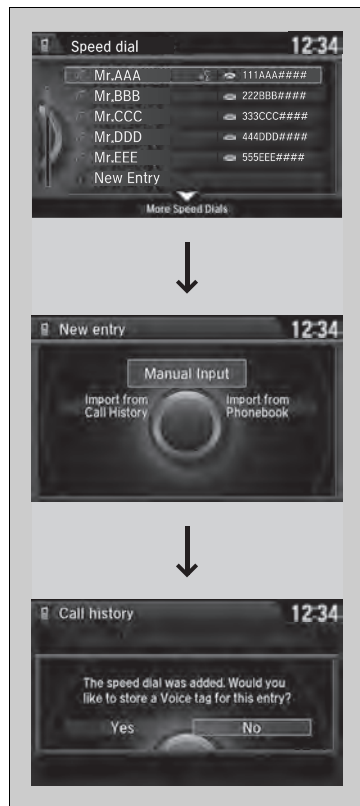 Speed dial 12:34
Mr.AAA 111AAA####
Mr.BBB 222BBB####
Mr.CCC 333CCC####
Mr.DDD 444DDD####
Mr.EEE 555EEE####
New Entry
More Speed Dials
New entry 12:34
Manual Input
Import from
Call History
Import from
Phonebook
Call history 12:34
The speed dial was added. Would you
like to store a Voice tag for this entry?
Yes No